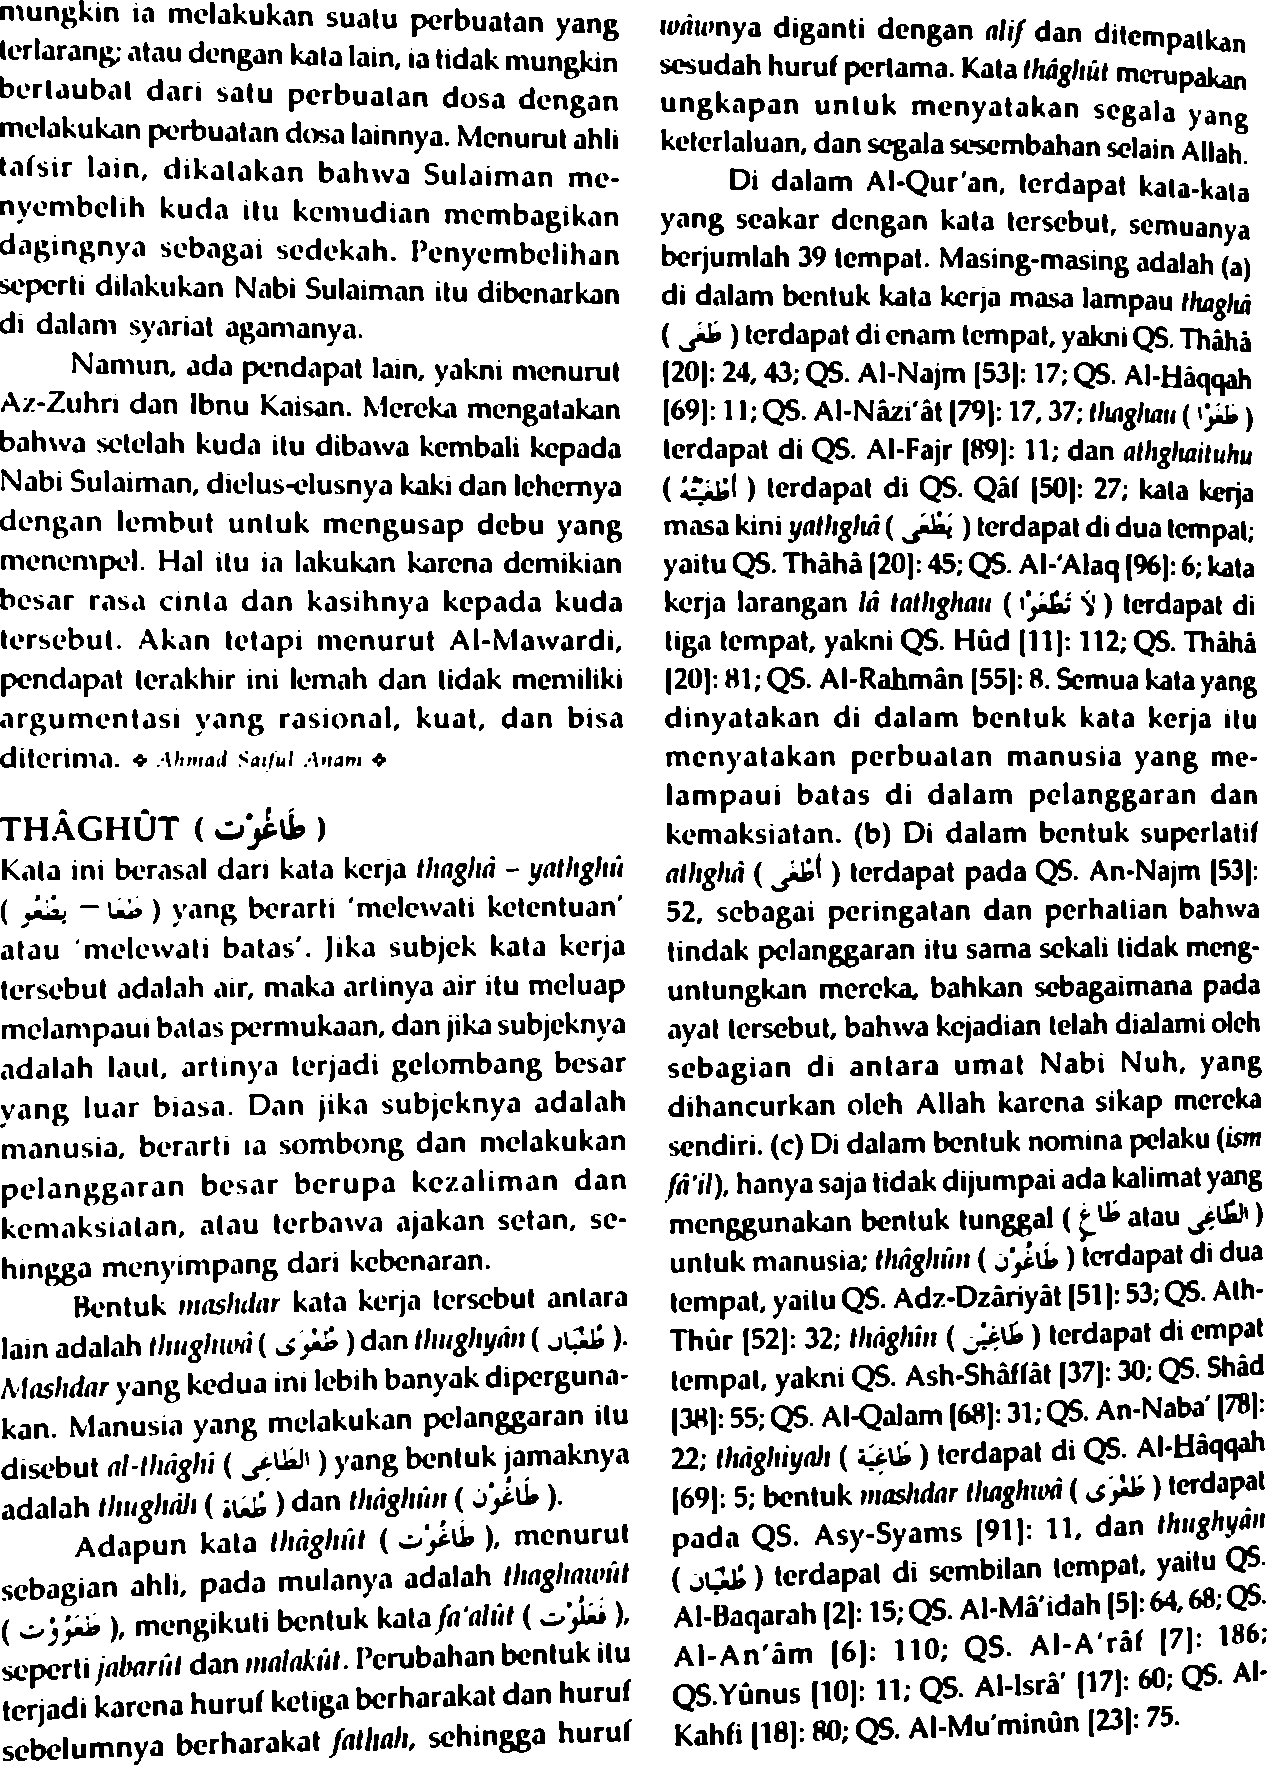 mungkin ia melakukan suatu perbuatan yang
terlarang; atau dengan kata lain, ia tidak mungkin
bertaubat dari satu perbuatan dosa dengan
melakukan perbuatan dosa lainnya. Menurut ahli
tafsir lain, dikatakan bahwa Sulaiman me-
nyembelih kuda itu kemudian membagikan
dagingnya sebagai sedekah. Penyembelihan
seperti dilakukan Nabi Sulaiman itu dibenarkan
di dalam syariat agamanya.
Namun, ada pendapat lain, yakni menurut
Az-Zuhri dan Ibnu Kaisan. Mereka mengatakan
bahwa setelah kuda itu dibawa kembali kepada
Nabi Sulaiman, dielus-elusnya kaki dan lehernya
dengan lembut untuk mengusap debu yang
menempel. Hal itu ia lakukan karena demikian
besar rasa cinta dan kasihnya kepada kuda
tersebut. Akan tetapi menurut Al-Mawardi,
pendapat terakhir ini lemah dan tidak memiliki
argumentasi yang rasional, kuat, dan bisa
diterima. ❖ Ahmad Saiful Anam ❖
THÂGHÛT ( طَاغُوْت )
Kata ini berasal dari kata kerja thaghâ – yathghû
( طَغَا – يَطْغُو ) yang berarti 'melewati ketentuan'
atau 'melewati batas'. Jika subjek kata kerja
tersebut adalah air, maka artinya air itu meluap
melampaui batas permukaan, dan jika subjeknya
adalah laut, artinya terjadi gelombang besar
yang luar biasa. Dan jika subjeknya adalah
manusia, berarti ia sombong dan melakukan
pelanggaran besar berupa kezaliman dan
kemaksiatan, atau terbawa ajakan setan, se-
hingga menyimpang dari kebenaran.
Bentuk mashdar kata kerja tersebut antara
lain adalah thughwâ ( طُغْوَى ) dan thughyân ( طُغْيَان ).
Mashdar yang kedua ini lebih banyak diperguna-
kan. Manusia yang melakukan pelanggaran itu
disebut al-thâghî ( الطَّاغِى ) yang bentuk jamaknya
adalah thughâh ( طُغَاة ) dan thâghûn ( طَاغُوْن ).
Adapun kata thâghût ( طَاغُوْت ), menurut
sebagian ahli, pada mulanya adalah thaghawût
( طَغَوُوْت ), mengikuti bentuk kata fa'alût ( فَعَلُوْت ),
seperti jabarût dan malakût. Perubahan bentuk itu
terjadi karena huruf ketiga berharakat dan huruf
sebelumnya berharakat fathah, sehingga huruf
wâwnya diganti dengan alif dan ditempatkan
sesudah huruf pertama. Kata thâghût merupakan
ungkapan untuk menyatakan segala yang
keterlaluan, dan segala sesembahan selain Allah.
Di dalam Al-Qur'an, terdapat kata-kata
yang seakar dengan kata tersebut, semuanya
berjumlah 39 tempat. Masing-masing adalah (a)
di dalam bentuk kata kerja masa lampau thaghâ
( طَغَى ) terdapat di enam tempat, yakni QS. Thâhâ
[20]: 24, 43; QS. Al-Najm [53]: 17; QS. Al-Hâqqah
[69]: 11; QS. Al-Nâzi'ât [79]: 17, 37; thaghau ( طَغَوْا )
terdapat di QS. Al-Fajr [89]: 11; dan athghaituhu
( أَطْغَيْتُهُ ) terdapat di QS. Qâf [50]: 27; kata kerja
masa kini yathghâ ( يَطْغَى ) terdapat di dua tempat;
yaitu QS. Thâhâ [20]: 45; QS. Al-'Alaq [96]: 6; kata
kerja larangan lâ tathghau ( لاَ تَطْغَوْا ) terdapat di
tiga tempat, yakni QS. Hûd [11]: 112; QS. Thâhâ
[20]: 81; QS. Al-Rahmân [55]: 8. Semua kata yang
dinyatakan di dalam bentuk kata kerja itu
menyatakan perbuatan manusia yang me-
lampaui batas di dalam pelanggaran dan
kemaksiatan. (b) Di dalam bentuk superlatif
athghâ ( أَطْغَى ) terdapat pada QS. An-Najm [53]:
52, sebagai peringatan dan perhatian bahwa
tindak pelanggaran itu sama sekali tidak meng-
untungkan mereka, bahkan sebagaimana pada
ayat tersebut, bahwa kejadian telah dialami oleh
sebagian di antara umat Nabi Nuh, yang
dihancurkan oleh Allah karena sikap mereka
sendiri. (c) Di dalam bentuk nomina pelaku (ism
fâ'il), hanya saja tidak dijumpai ada kalimat yang
menggunakan bentuk tunggal ( طَاغٍ atau الطَّاغِى )
untuk manusia; thâghûn ( طَاغُوْن ) terdapat di dua
tempat, yaitu QS. Adz-Dzâriyât [51]: 53; QS. Ath-
Thûr [52]: 32; thâghîn ( طَاغِيْن ) terdapat di empat
tempat, yakni QS. Ash-Shâffât [37]: 30; QS. Shâd
[38]: 55; QS. Al-Qalam [68]: 31; QS. An-Naba' [78]:
22; thâghiyah ( طَاغِيَة ) terdapat di QS. Al-Hâqqah
[69]: 5; bentuk mashdar thaghwâ ( طَغْوَى ) terdapat
pada QS. Asy-Syams [91]: 11, dan thughyân
( طُغْيَان ) terdapat di sembilan tempat, yaitu QS.
Al-Baqarah [2]: 15; QS. Al-Mâ'idah [5]: 64, 68; QS.
Al-An'âm [6]: 110; QS. Al-A'râf [7]: 186;
QS.Yûnus [10]: 11; QS. Al-Isrâ' [17]: 60; QS. Al-
Kahfi [18]: 80; QS. Al-Mu'minûn [23]: 75.